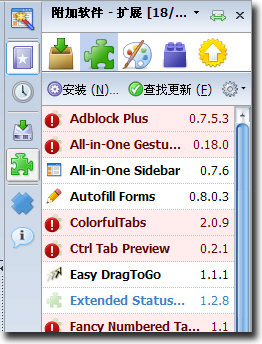 附加软件 - 扩展 [18/...
安装 (N)... 查找更新 (F)
Adblock Plus 0.7.5.3
All-in-One Gestu... 0.18.0
All-in-One Sidebar 0.7.6
Autofill Forms 0.8.0.3
ColorfulTabs 2.0.9
Ctrl Tab Preview 0.2.1
Easy DragToGo 1.1.1
Extended Status... 1.2.8
Fancy Numbered Ta... 1.1